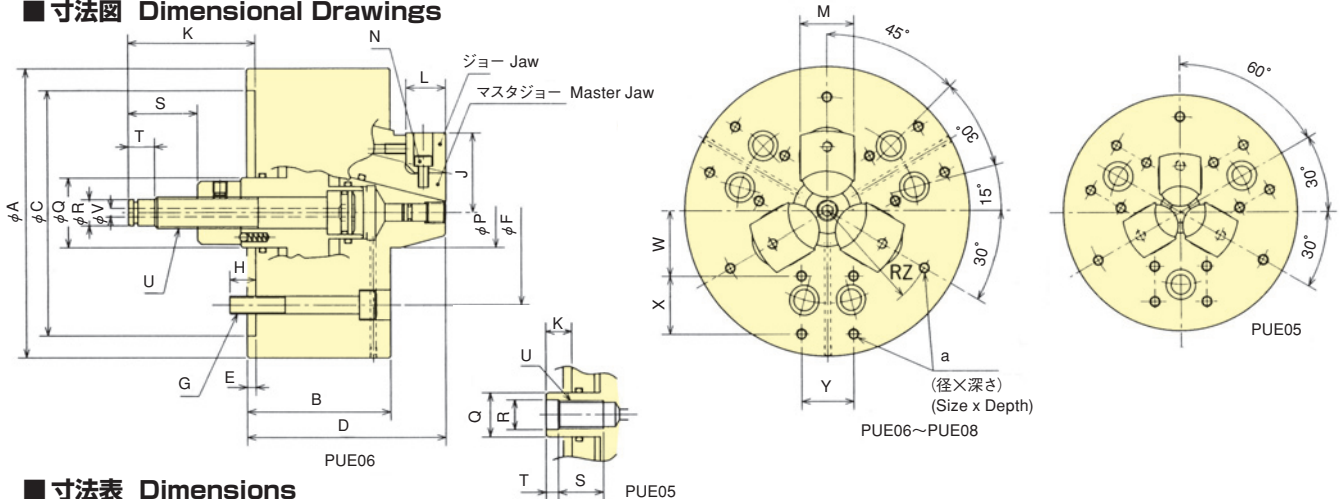 ■ 寸法図 Dimensional Drawings
K
N
L
ジョー Jaw
マスタジョー Master Jaw
S
T
J
φA
φC
φQ
φR
φV
φP
φF
U
H
G
E
B
D
PUE06
K
U
Q
R
T
S
PUE05
M
45°
30°
15°
30°
W
X
RZ
Y
a
(径×深さ)
(Size x Depth)
PUE06～PUE08
60°
30°
30°
PUE05
■ 寸法表 Dimensions